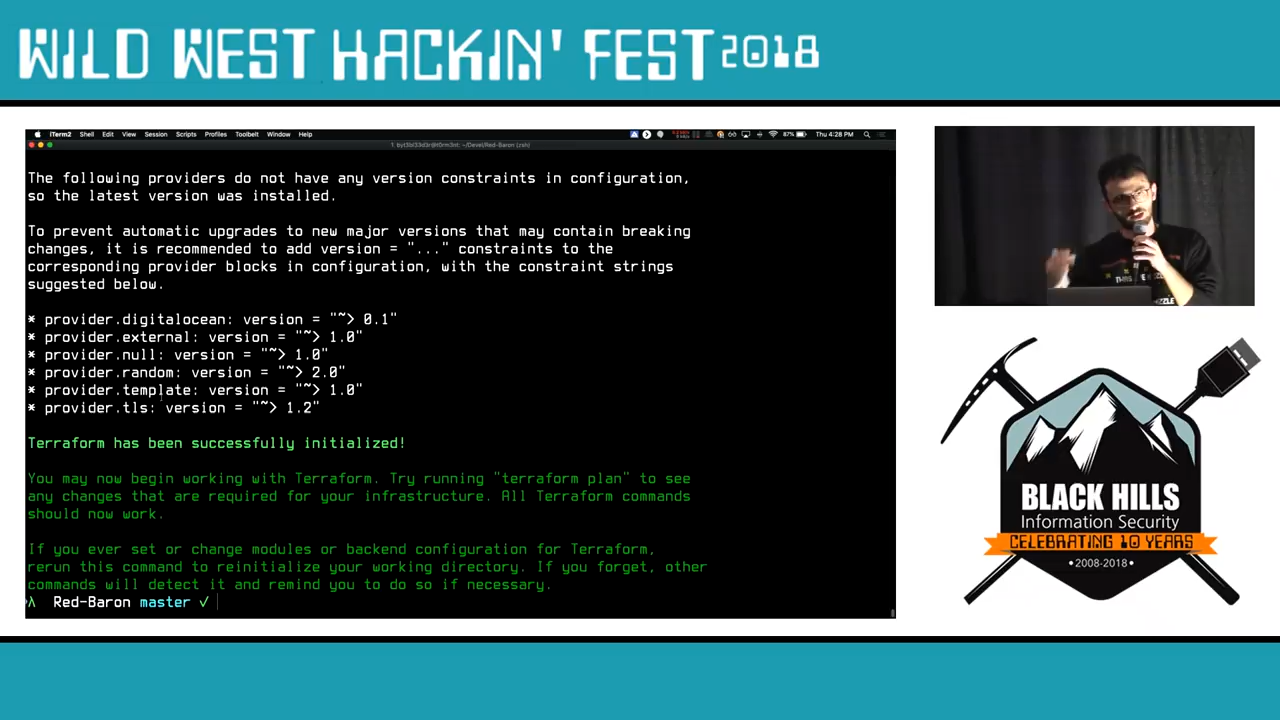 WILD WEST HACKIN' FEST 2018
iTerm2 Shell Edit View Session Scripts Profiles Toolbelt Window Help
87% Thu 4:28 PM
The following providers do not have any version constraints in configuration,
so the latest version was installed.
To prevent automatic upgrades to new major versions that may contain breaking
changes, it is recommended to add version = "..." constraints to the
corresponding provider blocks in configuration, with the constraint strings
suggested below.
* provider.digitalocean: version = "~> 0.1"
* provider.external: version = "~> 1.0"
* provider.null: version = "~> 1.0"
* provider.random: version = "~> 2.0"
* provider.template: version = "~> 1.0"
* provider.tls: version = "~> 1.2"
Terraform has been successfully initialized!
You may now begin working with Terraform. Try running "terraform plan" to see
any changes that are required for your infrastructure. All Terraform commands
should now work.
If you ever set or change modules or backend configuration for Terraform,
rerun this command to reinitialize your working directory. If you forget, other
commands will detect it and remind you to do so if necessary.
λ Red-Baron master ✓
BLACK HILLS
Information Security
CELEBRATING 10 YEARS
•2008-2018•